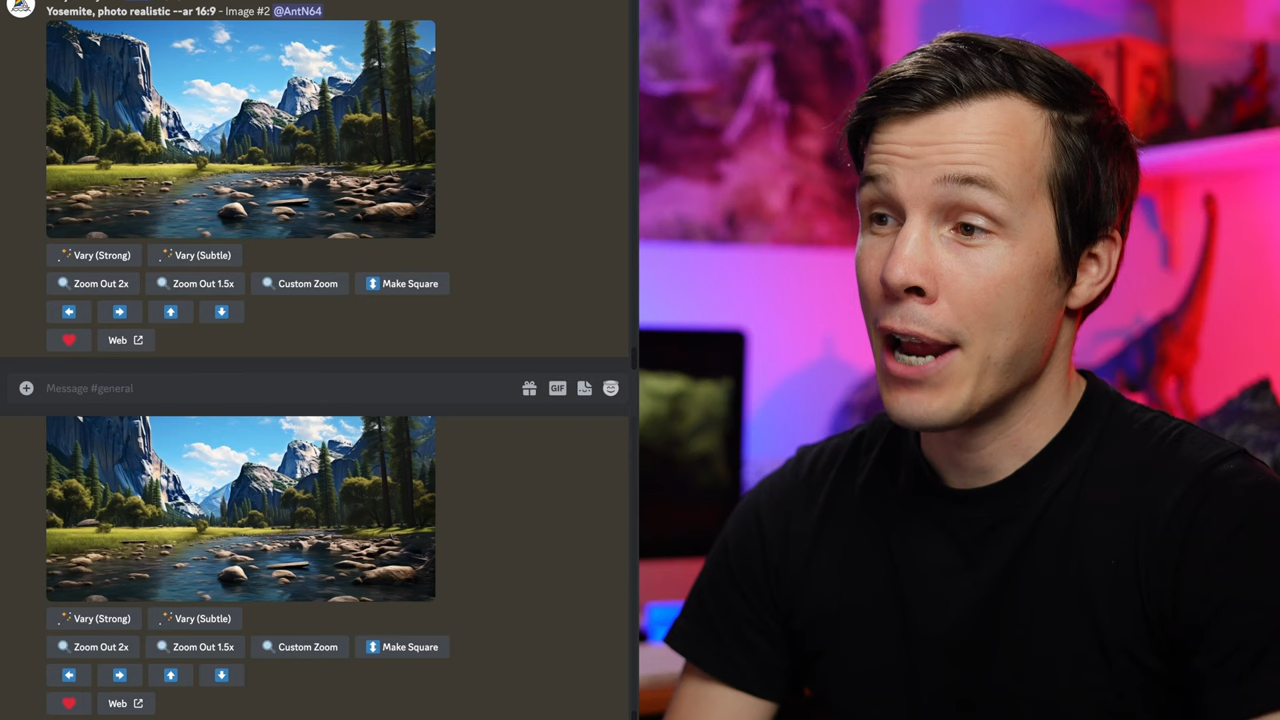 Yosemite, photo realistic --ar 16:9 - Image #2 @AntN64
Vary (Strong) Vary (Subtle)
Zoom Out 2x Zoom Out 1.5x Custom Zoom Make Square
Web
Message #general GIF
Vary (Strong) Vary (Subtle)
Zoom Out 2x Zoom Out 1.5x Custom Zoom Make Square
Web